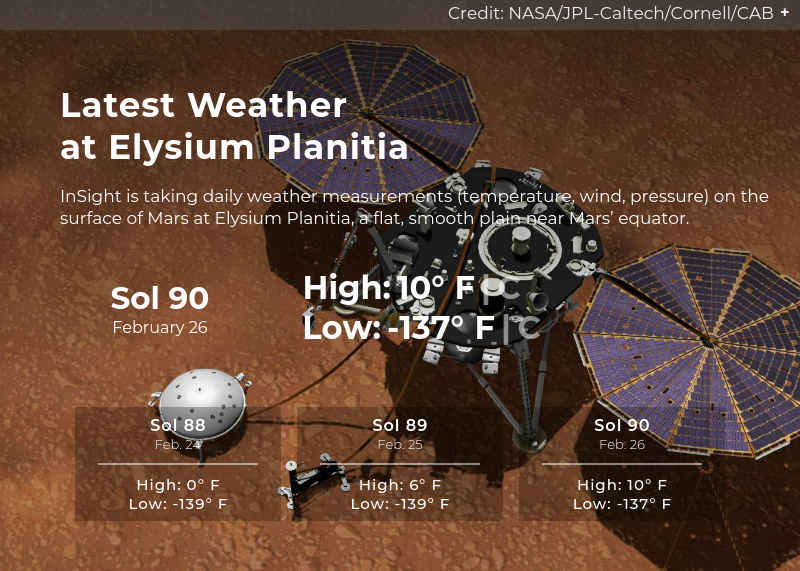 Credit: NASA/JPL-Caltech/Cornell/CAB +
Latest Weather
at Elysium Planitia
InSight is taking daily weather measurements (temperature, wind, pressure) on the
surface of Mars at Elysium Planitia, a flat, smooth plain near Mars’ equator.
Sol 90
February 26
High: 10° F | C
Low: -137° F | C
Sol 88
Feb. 24
High: 0° F
Low: -139° F
Sol 89
Feb. 25
High: 6° F
Low: -139° F
Sol 90
Feb. 26
High: 10° F
Low: -137° F